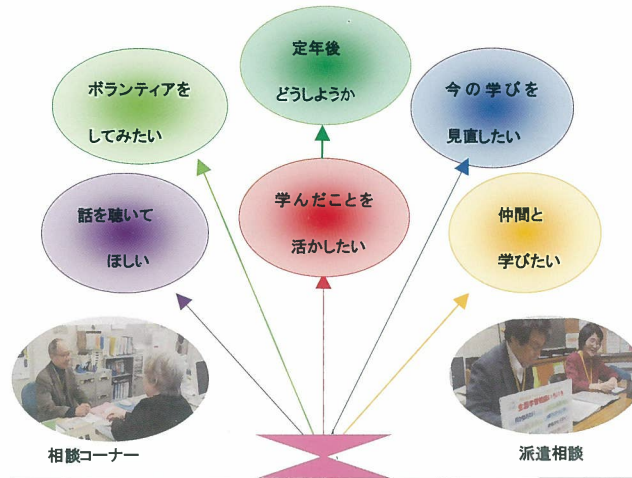 定年後
どうしようか
ボランティアを
してみたい
今の学びを
見直したい
話を聴いて
ほしい
学んだことを
活かしたい
仲間と
学びたい
相談コーナー
派遣相談